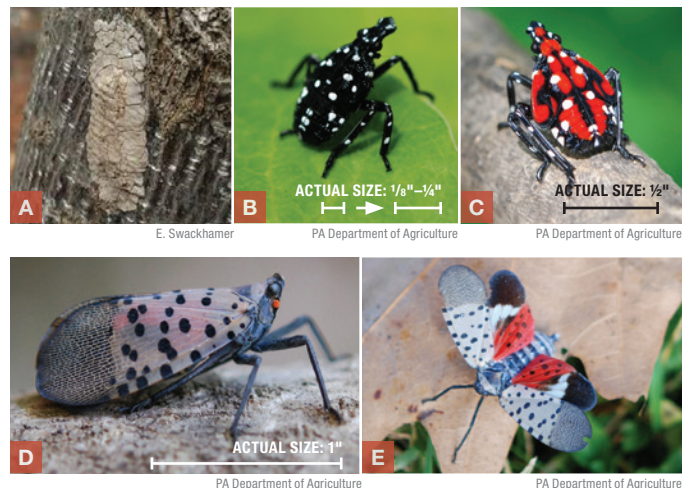 A
B
ACTUAL SIZE: 1/8"–1/4"
C
ACTUAL SIZE: 1/2"
E. Swackhamer
PA Department of Agriculture
PA Department of Agriculture
D
ACTUAL SIZE: 1"
E
PA Department of Agriculture
PA Department of Agriculture